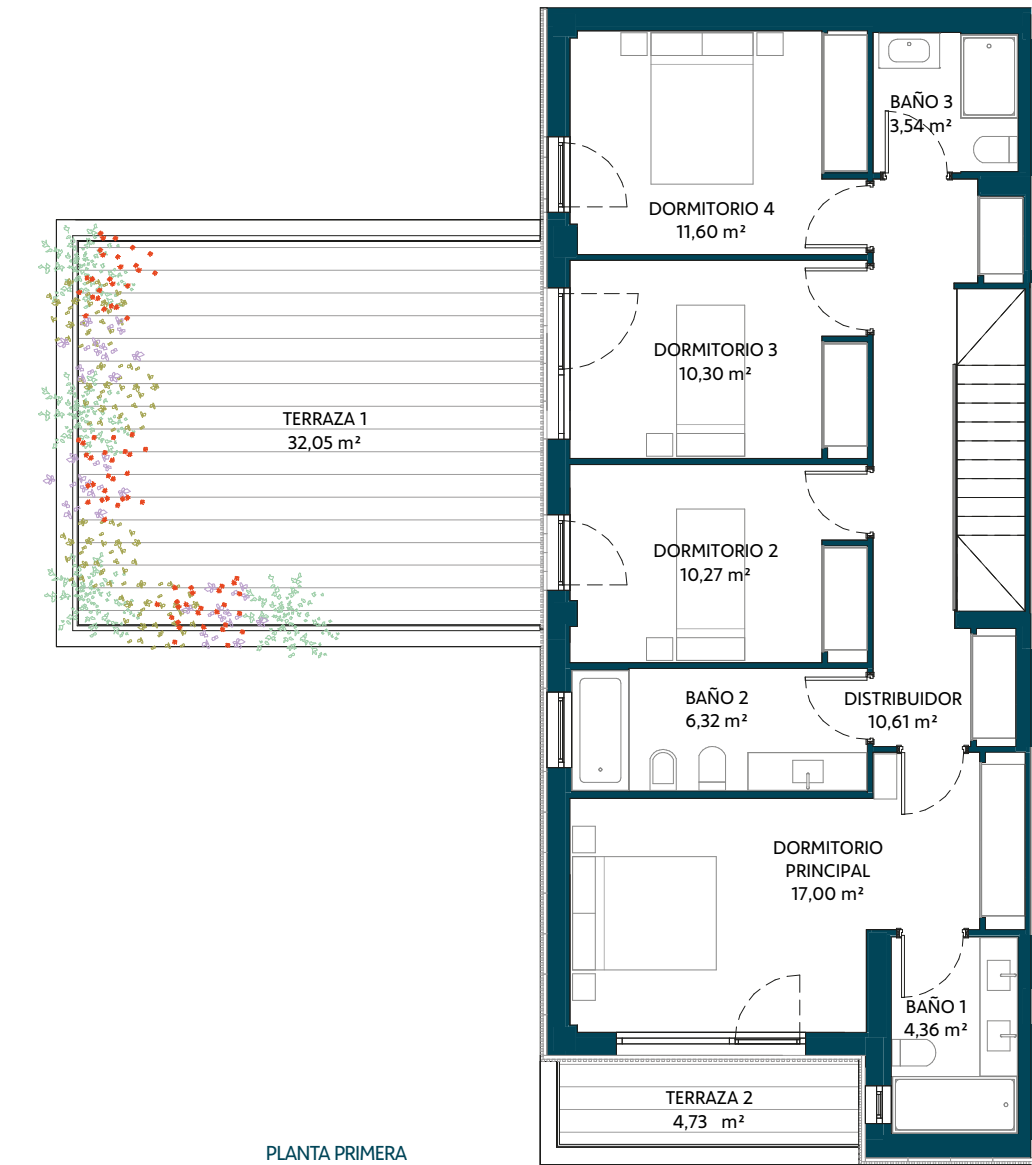 BAÑO 3
3,54 m²
DORMITORIO 4
11,60 m²
DORMITORIO 3
10,30 m²
TERRAZA 1
32,05 m²
DORMITORIO 2
10,27 m²
BAÑO 2
6,32 m²
DISTRIBUIDOR
10,61 m²
DORMITORIO
PRINCIPAL
17,00 m²
BAÑO 1
4,36 m²
TERRAZA 2
4,73 m²
PLANTA PRIMERA